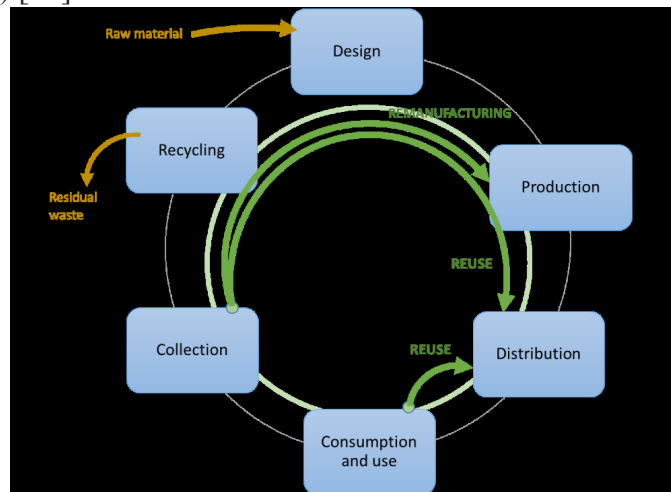 Raw material
Design
REMANUFACTURING
Recycling
Production
Residual
waste
REUSE
Collection
REUSE
Distribution
Consumption
and use